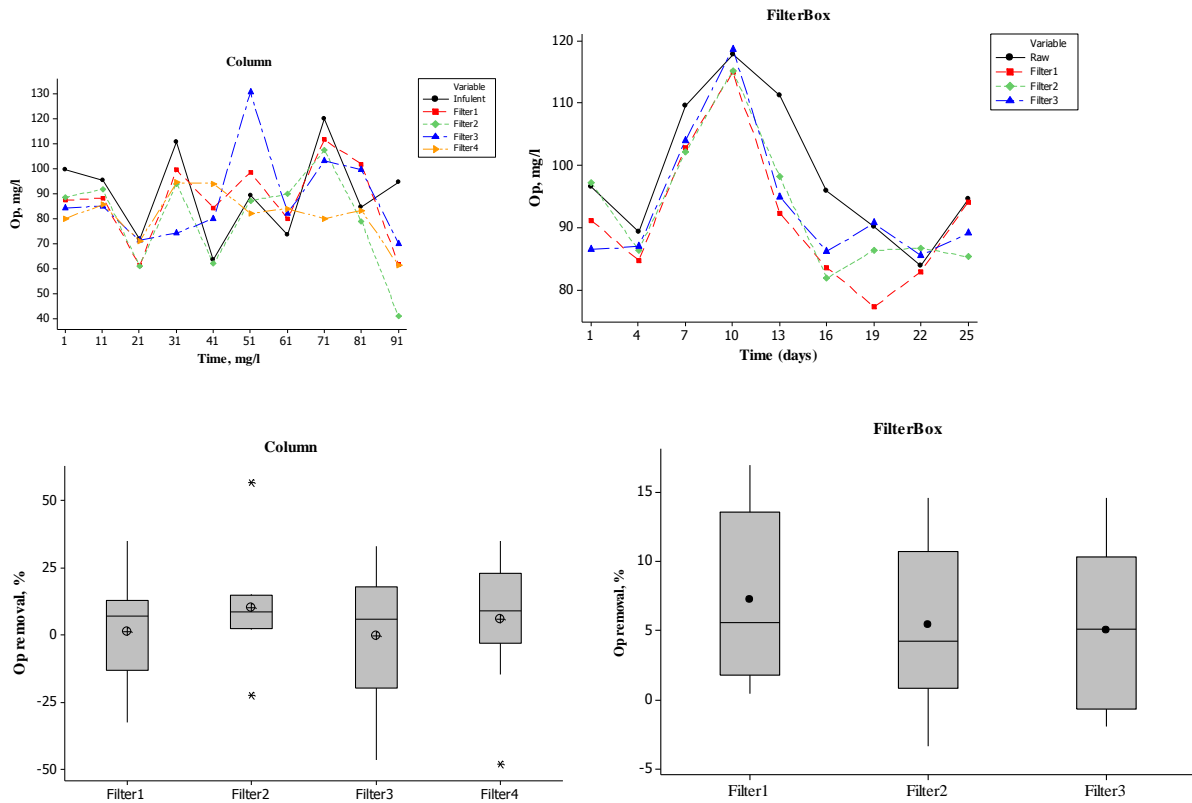 Column
Op, mg/l
130
120
110
100
90
80
70
60
50
40
1 11 21 31 41 51 61 71 81 91
Time, mg/l
Variable
Infulent
Filter1
Filter2
Filter3
Filter4
FilterBox
Op, mg/l
120
110
100
90
80
1 4 7 10 13 16 19 22 25
Time (days)
Variable
Raw
Filter1
Filter2
Filter3
Column
Op removal, %
50
25
0
-25
-50
Filter1 Filter2 Filter3 Filter4
FilterBox
Op removal, %
15
10
5
0
-5
Filter1 Filter2 Filter3